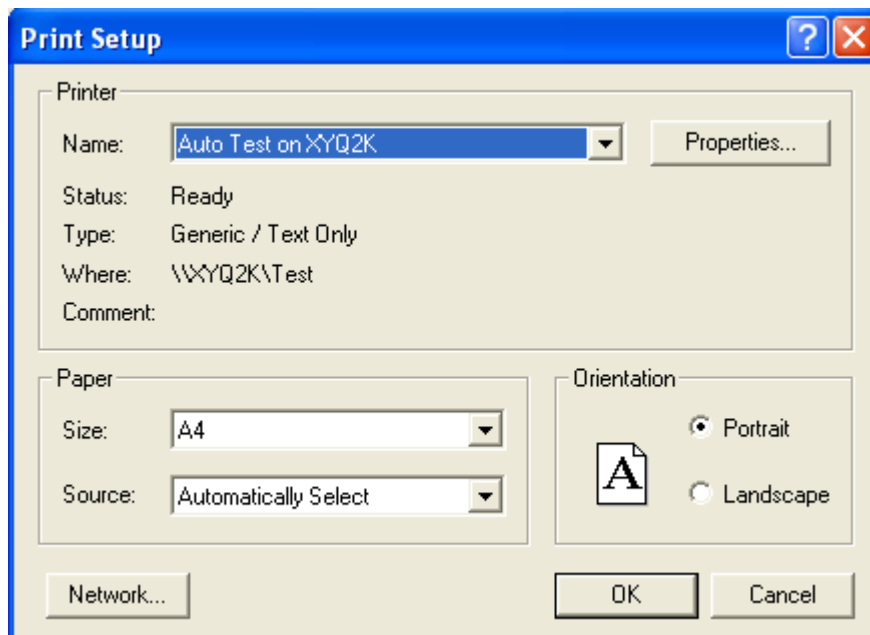 Print Setup
Printer
Name: Auto Test on XYQ2K Properties...
Status: Ready
Type: Generic / Text Only
Where: \\XYQ2K\Test
Comment:
Paper
Size: A4
Source: Automatically Select
Orientation
A
Portrait
Landscape
Network... OK Cancel